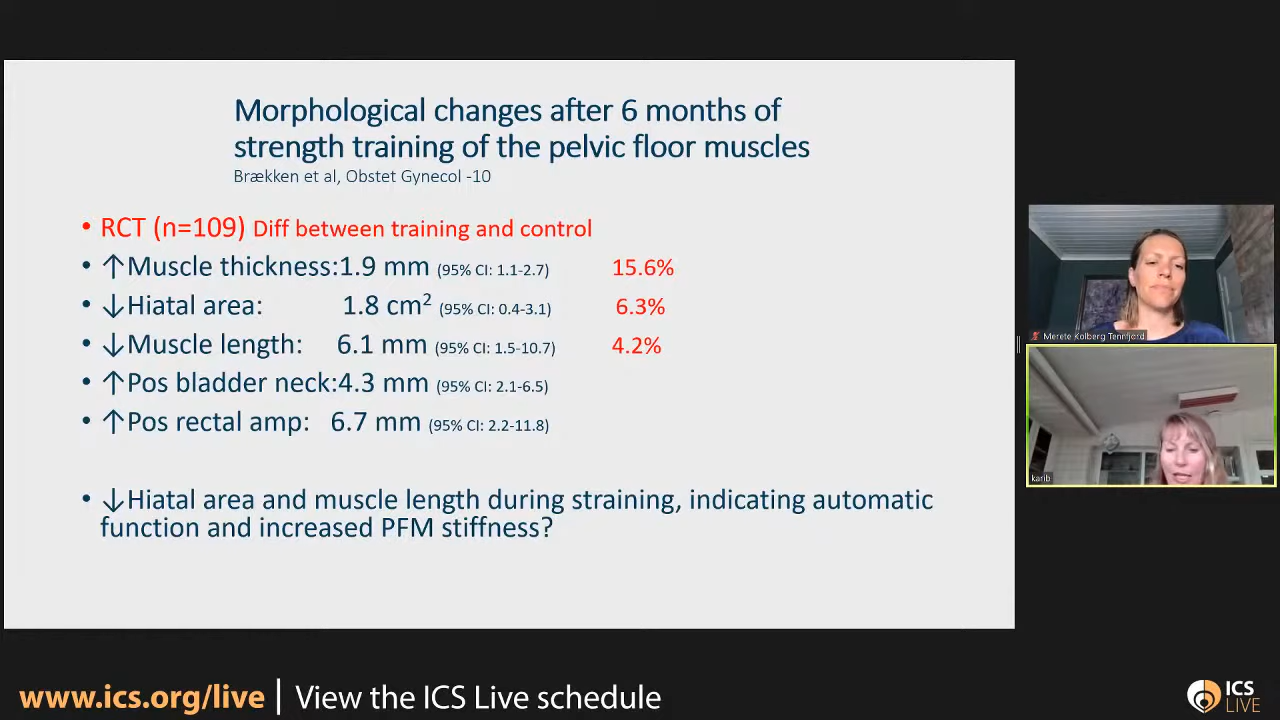 Morphological changes after 6 months of
strength training of the pelvic floor muscles
Brækken et al, Obstet Gynecol -10
• RCT (n=109) Diff between training and control
• ↑Muscle thickness:1.9 mm (95% CI: 1.1-2.7) 15.6%
• ↓Hiatal area: 1.8 cm² (95% CI: 0.4-3.1) 6.3%
• ↓Muscle length: 6.1 mm (95% CI: 1.5-10.7) 4.2%
• ↑Pos bladder neck:4.3 mm (95% CI: 2.1-6.5)
• ↑Pos rectal amp: 6.7 mm (95% CI: 2.2-11.8)
• ↓Hiatal area and muscle length during straining, indicating automatic
function and increased PFM stiffness?
Merete Kolberg Tennfjord
karib
www.ics.org/live | View the ICS Live schedule
ICS
LIVE